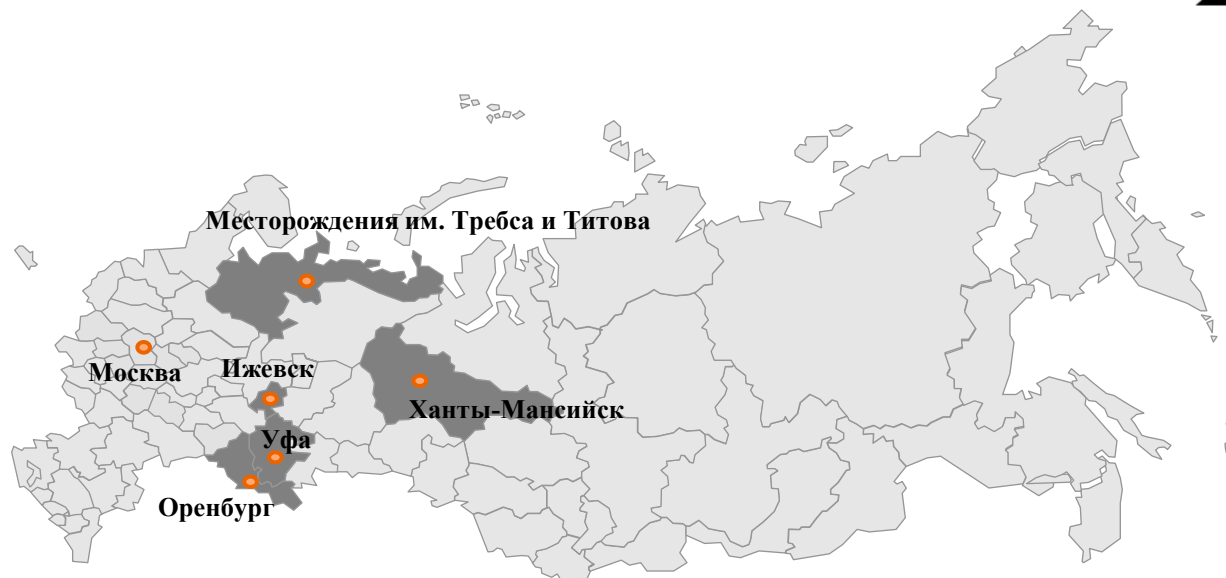 Месторождения им. Требса и Титова
Москва
Ижевск
Ханты-Мансийск
Уфа
Оренбург